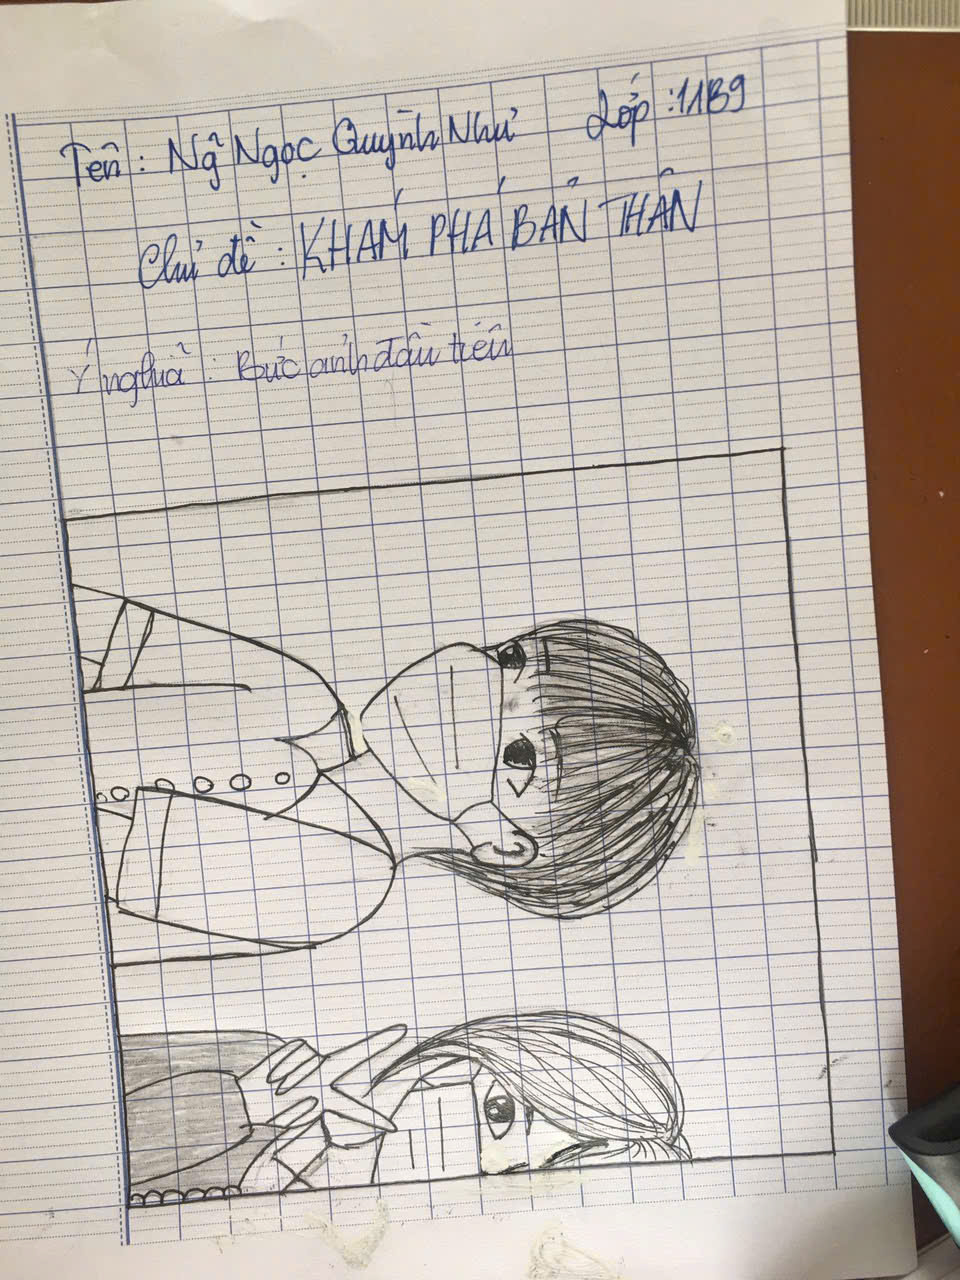 Tên : Ngô Ngọc Quỳnh Như Lớp : 11B9
Chủ đề : KHÁM PHÁ BẢN THÂN
Ý nghĩa : Bức ảnh đầu tiên